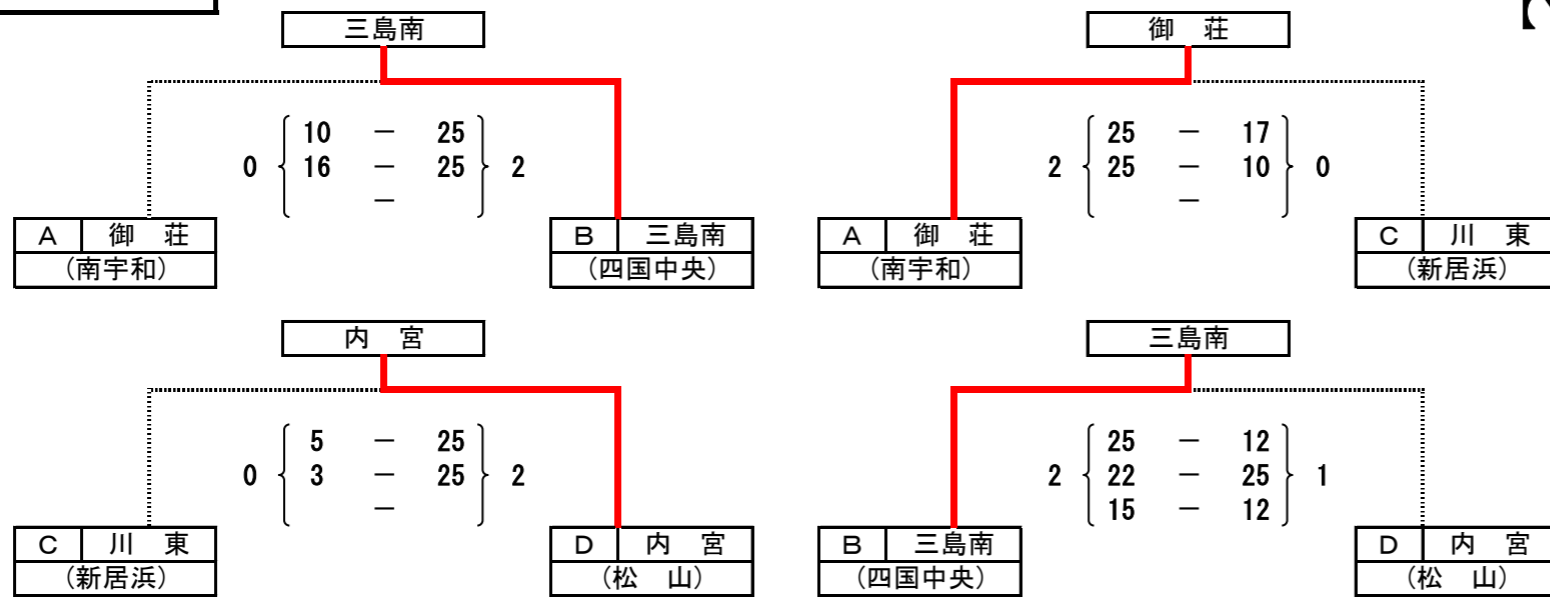 三島南
0 10 － 25 2
16 － 25
－
A 御　荘
(南宇和)
B 三島南
(四国中央)
御　荘
2 25 － 17 0
25 － 10
－
A 御　荘
(南宇和)
C 川　東
(新居浜)
内　宮
0 5 － 25 2
3 － 25
－
C 川　東
(新居浜)
D 内　宮
(松　山)
三島南
2 25 － 12 1
22 － 25
15 － 12
B 三島南
(四国中央)
D 内　宮
(松　山)